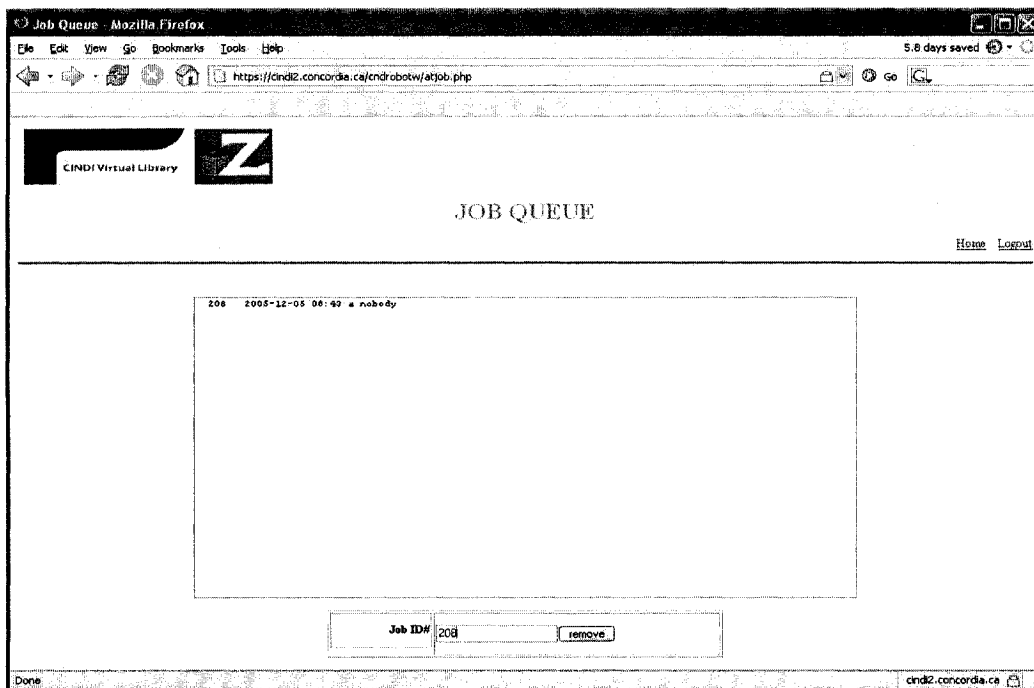 Job Queue - Mozilla Firefox
File Edit View Go Bookmarks Tools Help
5.8 days saved
https://cindi2.concordia.ca/cndrobotw/atjob.php
Go
G
CINDI Virtual Library
Z
JOB QUEUE
Home Logout
208 2005-12-05 06:43 a nobody
Job ID# 208 remove
Done
cindi2.concordia.ca